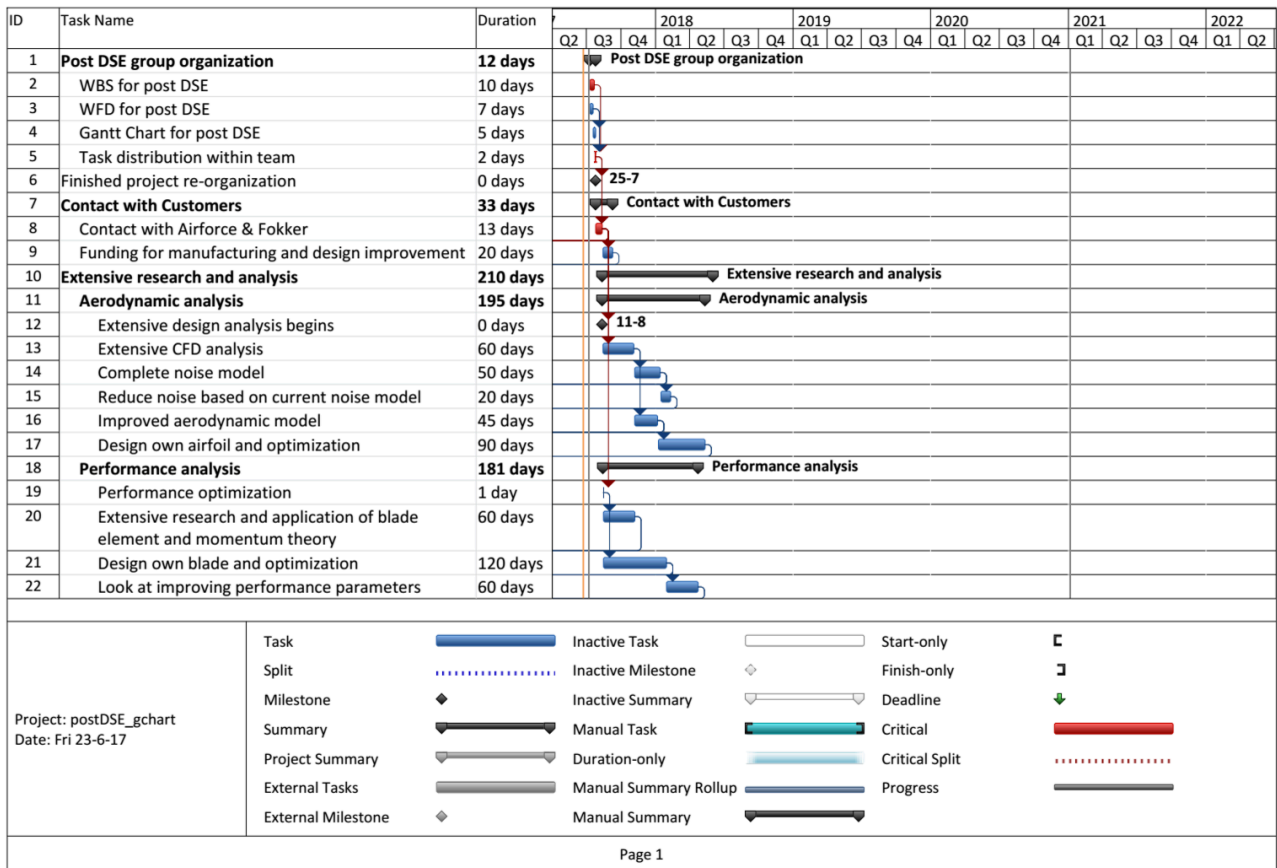 ID Task Name Duration 7 2018 2019 2020 2021 2022
Q2 Q3 Q4 Q1 Q2 Q3 Q4 Q1 Q2 Q3 Q4 Q1 Q2 Q3 Q4 Q1 Q2 Q3 Q4 Q1 Q2
1 Post DSE group organization 12 days Post DSE group organization
2 WBS for post DSE 10 days
3 WFD for post DSE 7 days
4 Gantt Chart for post DSE 5 days
5 Task distribution within team 2 days
6 Finished project re-organization 0 days 25-7
7 Contact with Customers 33 days Contact with Customers
8 Contact with Airforce & Fokker 13 days
9 Funding for manufacturing and design improvement 20 days
10 Extensive research and analysis 210 days Extensive research and analysis
11 Aerodynamic analysis 195 days Aerodynamic analysis
12 Extensive design analysis begins 0 days 11-8
13 Extensive CFD analysis 60 days
14 Complete noise model 50 days
15 Reduce noise based on current noise model 20 days
16 Improved aerodynamic model 45 days
17 Design own airfoil and optimization 90 days
18 Performance analysis 181 days Performance analysis
19 Performance optimization 1 day
20 Extensive research and application of blade 60 days
element and momentum theory
21 Design own blade and optimization 120 days
22 Look at improving performance parameters 60 days
Project: postDSE_gchart
Date: Fri 23-6-17
Task Inactive Task Start-only
Split Inactive Milestone Finish-only
Milestone Inactive Summary Deadline
Summary Manual Task Critical
Project Summary Duration-only Critical Split
External Tasks Manual Summary Rollup Progress
External Milestone Manual Summary
Page 1